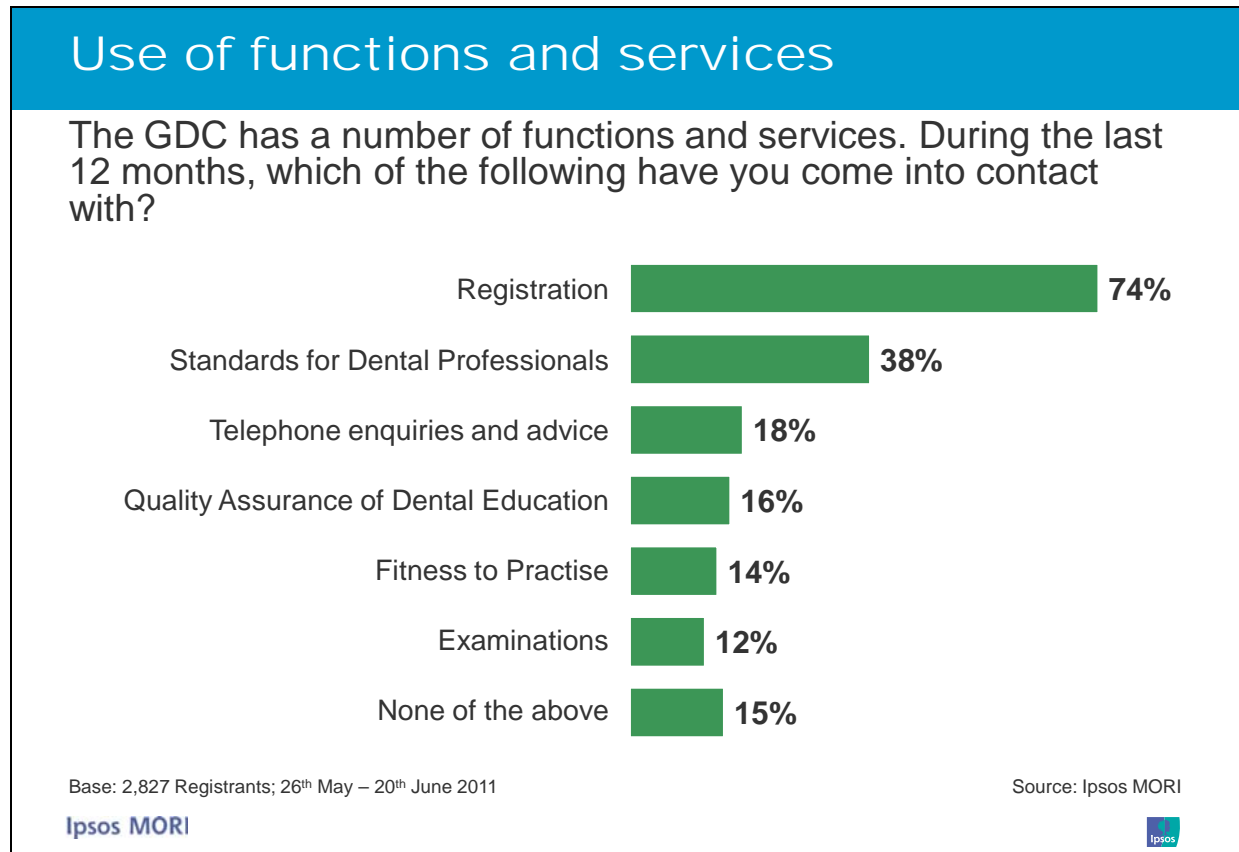 Use of functions and services
The GDC has a number of functions and services. During the last
12 months, which of the following have you come into contact
with?
Registration 74%
Standards for Dental Professionals 38%
Telephone enquiries and advice 18%
Quality Assurance of Dental Education 16%
Fitness to Practise 14%
Examinations 12%
None of the above 15%
Base: 2,827 Registrants; 26th May – 20th June 2011 Source: Ipsos MORI
Ipsos MORI Ipsos